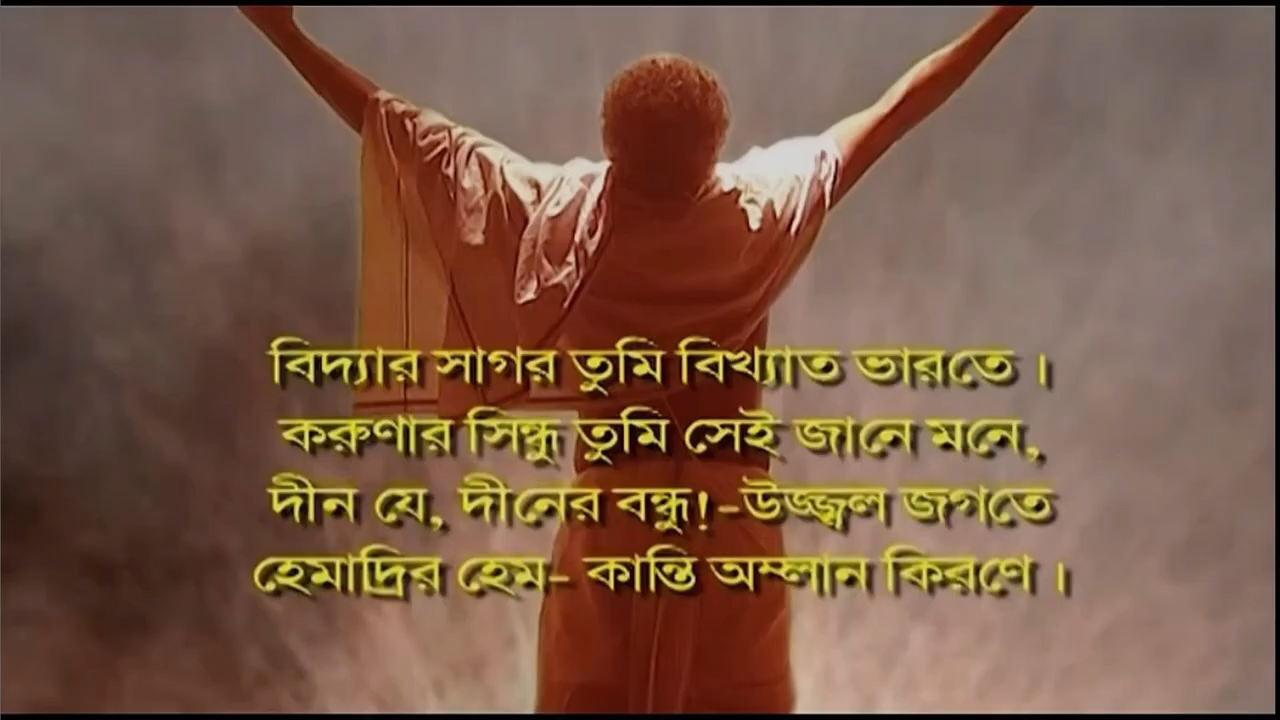 বিদ্যার সাগর তুমি বিখ্যাত ভারতে ।
করুণার সিন্ধু তুমি সেই জানে মনে,
দীন যে, দীনের বন্ধু!-উজ্জ্বল জগতে
হেমাদ্রির হেম- কান্তি অম্লান কিরণে ।